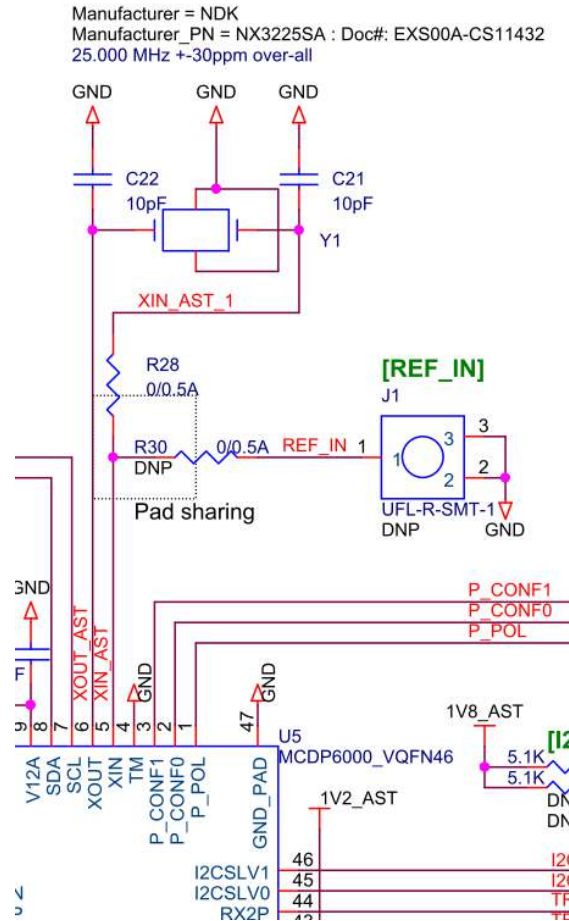 Manufacturer = NDK
Manufacturer_PN = NX3225SA : Doc#: EXS00A-CS11432
25.000 MHz +-30ppm over-all
GND GND GND
C22 C21
10pF 10pF
Y1
XIN_AST_1
R28
0/0.5A
[REF_IN]
J1
R30 0/0.5A REF_IN 1 1 3 3
DNP
2 2
Pad sharing
UFL-R-SMT-1
DNP GND
GND
P_CONF1
P_CONF0
P_POL
XOUT_AST
XIN_AST
GND
GND
F
9 8 7 6 5 4 3 2 1 47
U5
MCDP6000_VQFN46
V12A SDA SCL XOUT XIN TM P_CONF1 P_CONF0 P_POL GND_PAD
1V8_AST
5.1K
5.1K
1V2_AST
I2CSLV1 46
I2CSLV0 45
RX2P 44